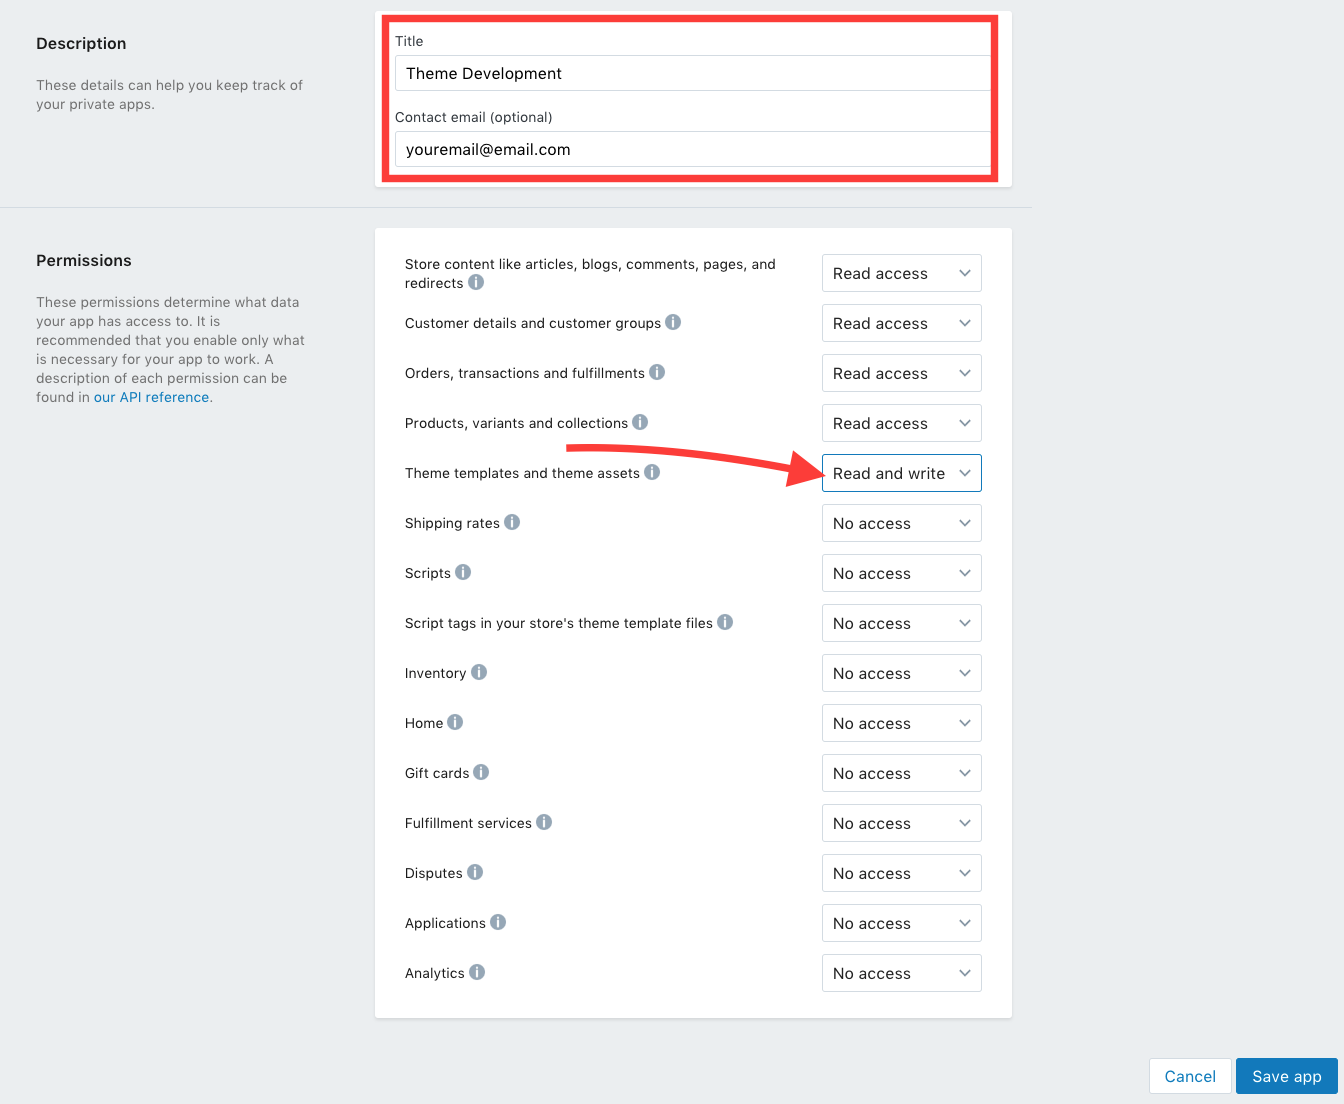 Description
These details can help you keep track of
your private apps.
Title
Theme Development
Contact email (optional)
youremail@email.com
Permissions
These permissions determine what data
your app has access to. It is
recommended that you enable only what
is necessary for your app to work. A
description of each permission can be
found in our API reference.
Store content like articles, blogs, comments, pages, and
redirects
Read access
Customer details and customer groups
Read access
Orders, transactions and fulfillments
Read access
Products, variants and collections
Read access
Theme templates and theme assets
Read and write
Shipping rates
No access
Scripts
No access
Script tags in your store's theme template files
No access
Inventory
No access
Home
No access
Gift cards
No access
Fulfillment services
No access
Disputes
No access
Applications
No access
Analytics
No access
Cancel
Save app